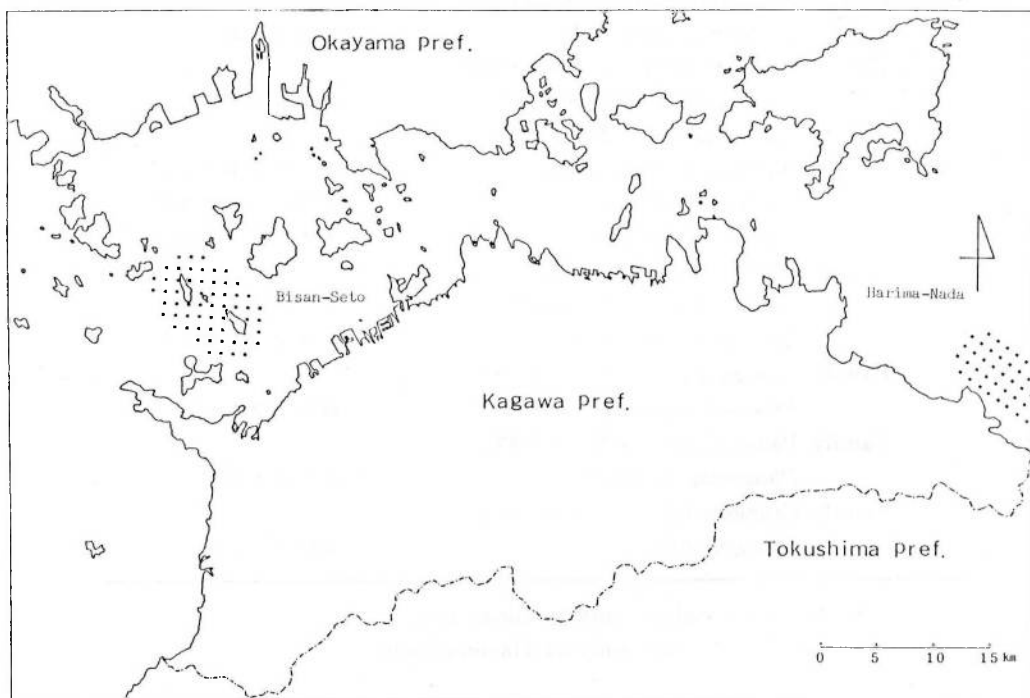 Okayama Pref.
Bisan-Seto
Harima-Nada
Kagawa Pref.
Tokushima Pref.
0 5 10 15 km